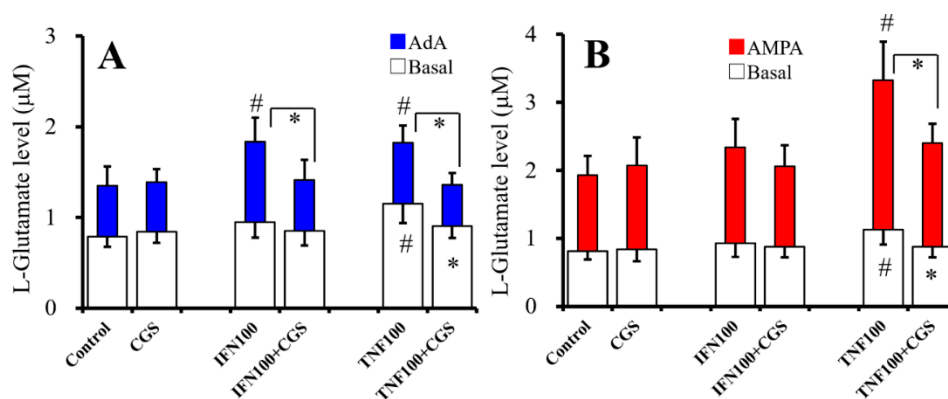 A
L-Glutamate level (µM)
3
2
1
0
AdA
Basal
#
*
#
*
#
*
Control
CGS
IFN100
IFN100+CGS
TNF100
TNF100+CGS
B
L-Glutamate level (µM)
4
3
2
1
0
AMPA
Basal
#
*
#
*
Control
CGS
IFN100
IFN100+CGS
TNF100
TNF100+CGS